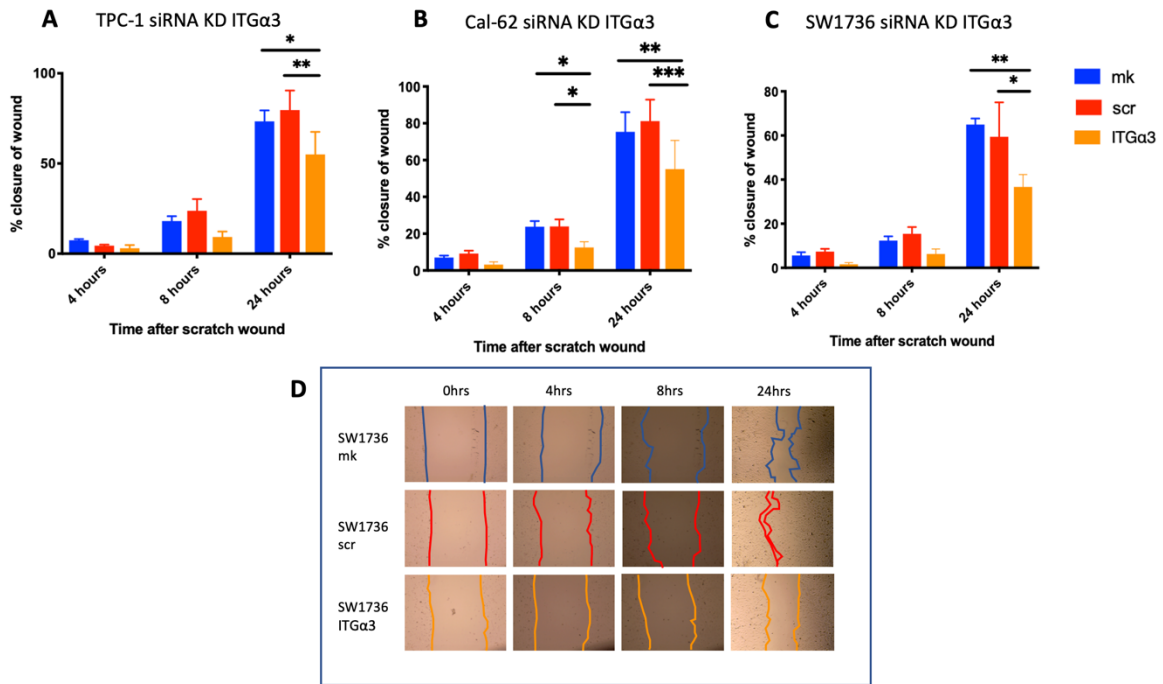 A
TPC-1 siRNA KD ITGα3
* 
**
100
50
0
% closure of wound
4 hours
8 hours
24 hours
Time after scratch wound
B
Cal-62 siRNA KD ITGα3
*
*
**
***
100
80
60
40
20
0
% closure of wound
4 hours
8 hours
24 hours
Time after scratch wound
C
SW1736 siRNA KD ITGα3
**
*
80
60
40
20
0
% closure of wound
4 hours
8 hours
24 hours
Time after scratch wound
mk
scr
ITGα3
D
0hrs
4hrs
8hrs
24hrs
SW1736
mk
SW1736
scr
SW1736
ITGα3